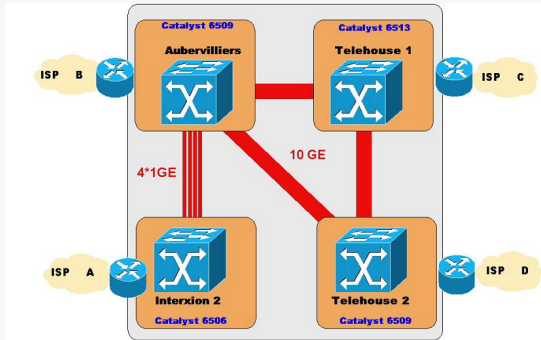 Catalyst 6509
Catalyst 6513
Aubervilliers
Telehouse 1
ISP B
ISP C
4*1GE
10 GE
ISP A
ISP D
Interxion 2
Telehouse 2
Catalyst 6506
Catalyst 6509